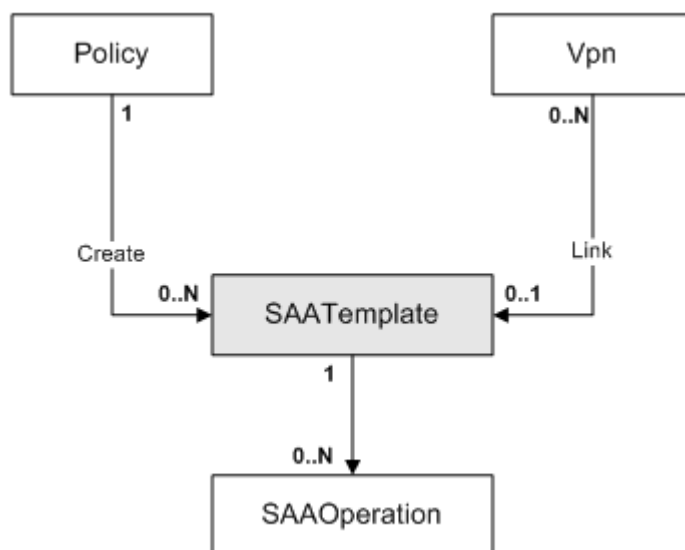 Policy
Vpn
1
0..N
Create
Link
0..N
SAATemplate
0..1
1
0..N
SAAOperation